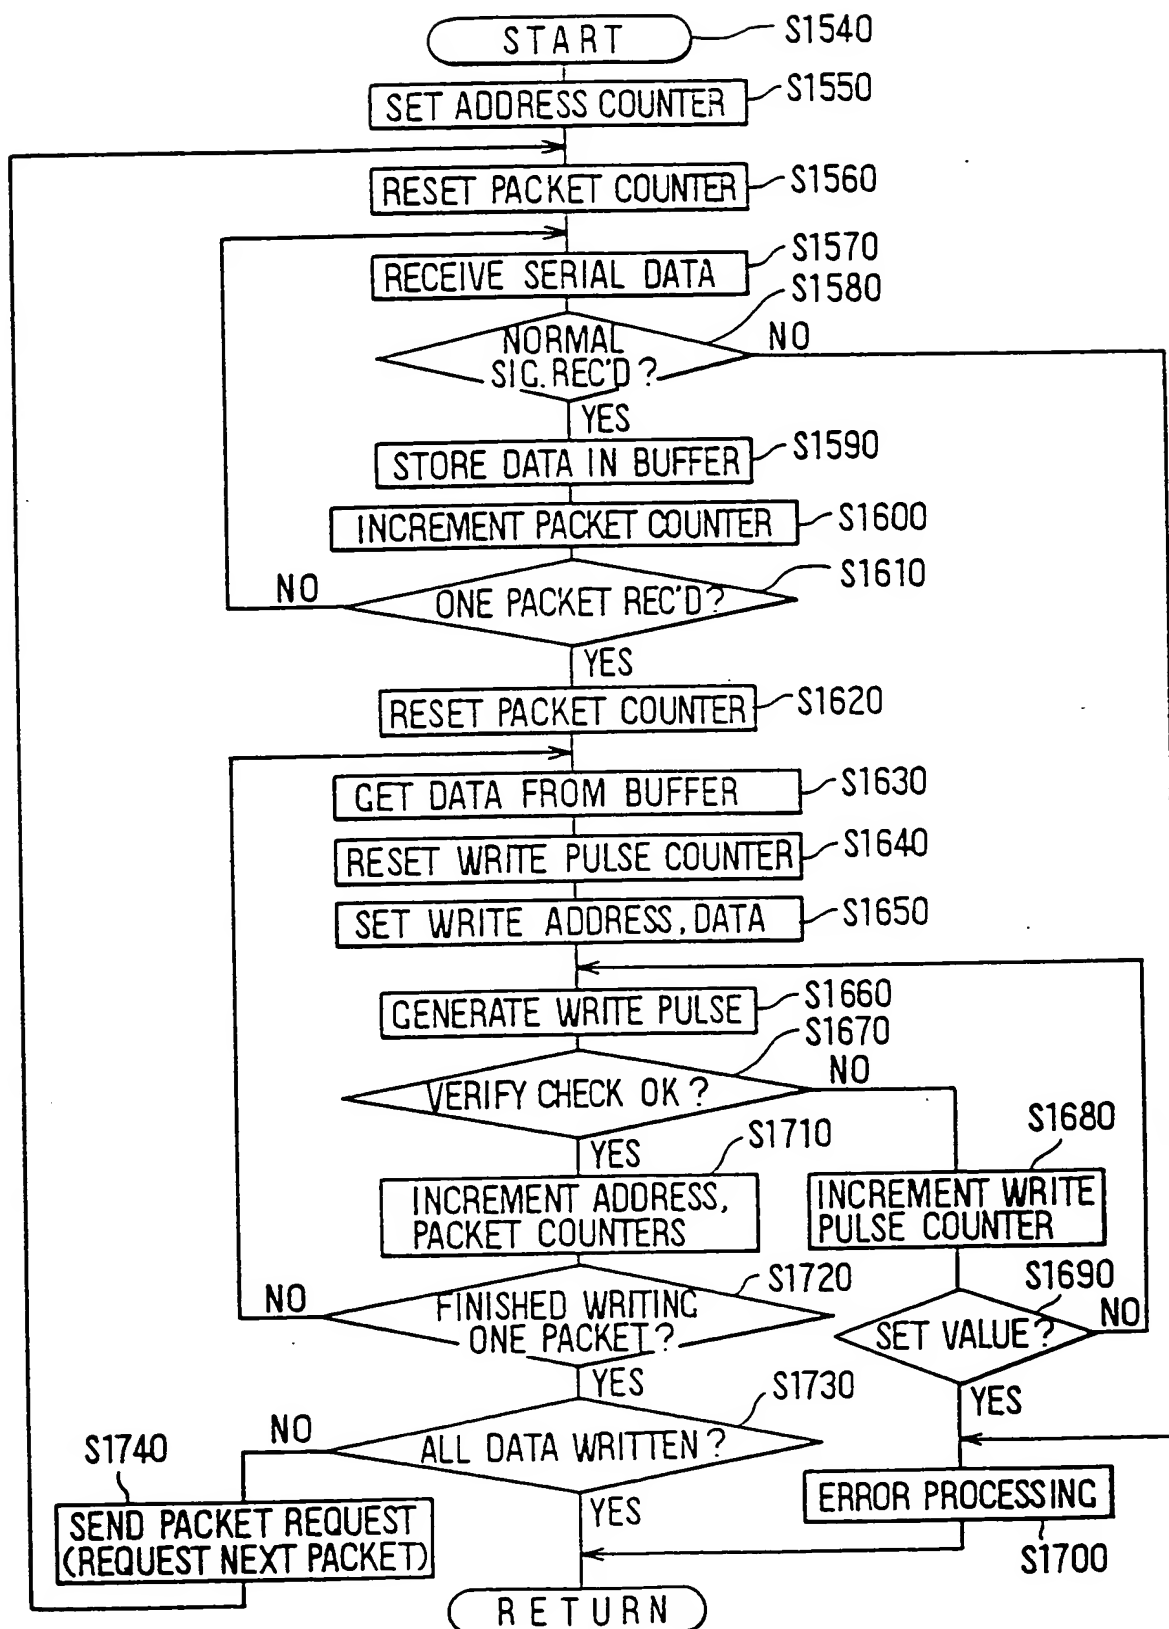 START
S1540
SET ADDRESS COUNTER
S1550
RESET PACKET COUNTER
S1560
RECEIVE SERIAL DATA
S1570
NORMAL
SIG. REC'D?
S1580
NO
YES
STORE DATA IN BUFFER
S1590
INCREMENT PACKET COUNTER
S1600
ONE PACKET REC'D?
S1610
NO
YES
RESET PACKET COUNTER
S1620
GET DATA FROM BUFFER
S1630
RESET WRITE PULSE COUNTER
S1640
SET WRITE ADDRESS, DATA
S1650
GENERATE WRITE PULSE
S1660
VERIFY CHECK OK?
S1670
NO
YES
INCREMENT ADDRESS,
PACKET COUNTERS
S1710
INCREMENT WRITE
PULSE COUNTER
S1680
FINISHED WRITING
ONE PACKET?
S1720
NO
YES
SET VALUE?
S1690
NO
YES
ALL DATA WRITTEN?
S1730
NO
YES
S1740
SEND PACKET REQUEST
(REQUEST NEXT PACKET)
ERROR PROCESSING
S1700
RETURN